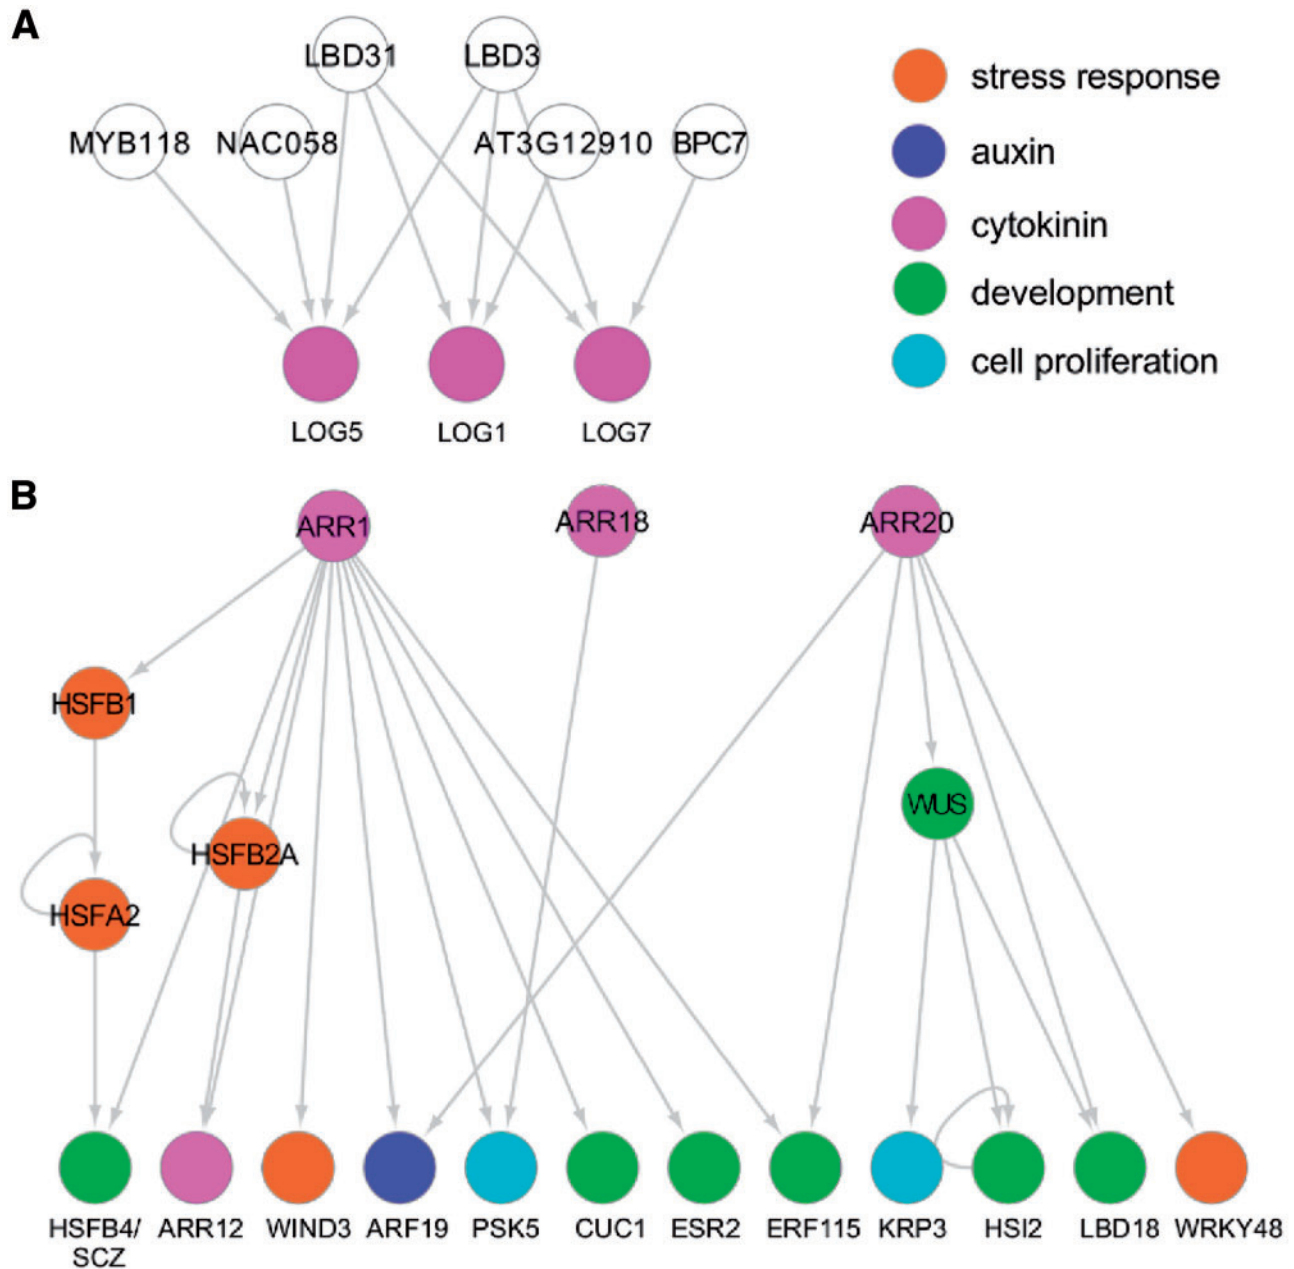 A
LBD31 LBD3
MYB118 NAC058 AT3G12910 BPC7
LOG5 LOG1 LOG7
stress response
auxin
cytokinin
development
cell proliferation
B
ARR1 ARR18 ARR20
HSFB1
WUS
HSFB2A
HSFA2
HSFB4/
SCZ
ARR12 WIND3 ARF19 PSK5 CUC1 ESR2 ERF115 KRP3 HSI2 LBD18 WRKY48